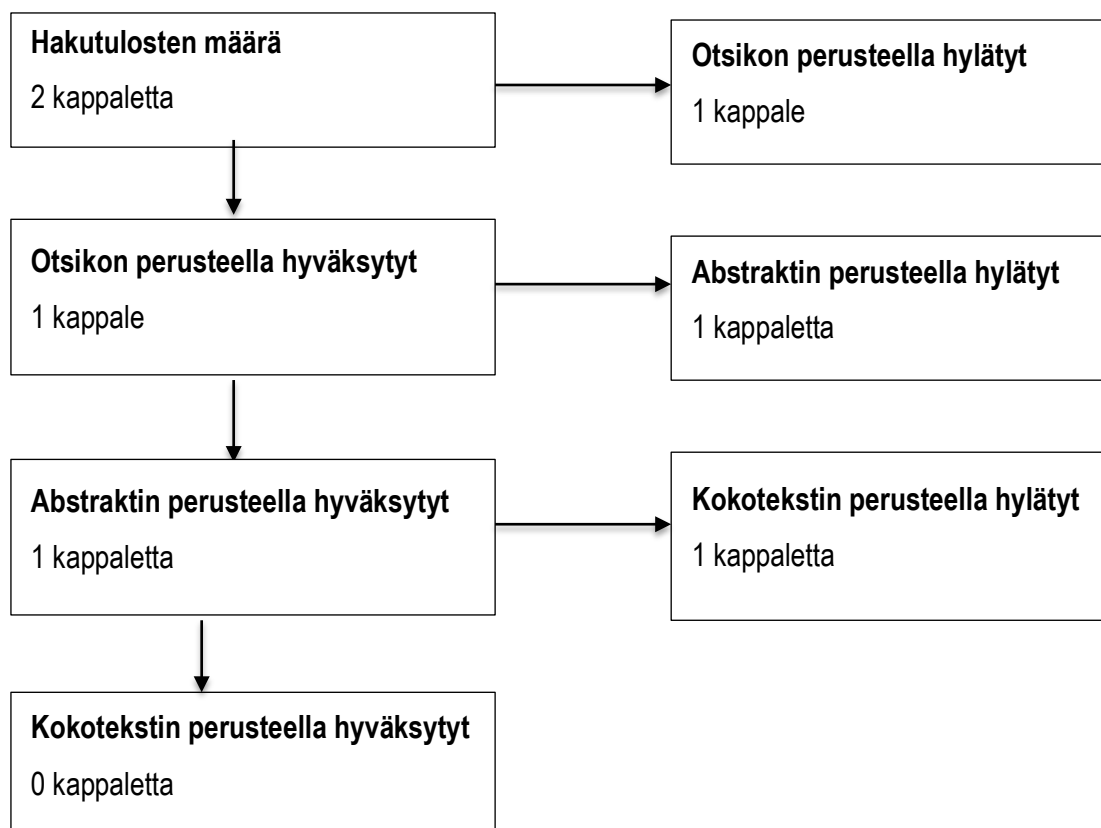 Hakutulosten määrä
2 kappaletta
Otsikon perusteella hylätyt
1 kappale
Otsikon perusteella hyväksytyt
1 kappale
Abstraktin perusteella hylätyt
1 kappaletta
Abstraktin perusteella hyväksytyt
1 kappaletta
Kokotekstin perusteella hylätyt
1 kappaletta
Kokotekstin perusteella hyväksytyt
0 kappaletta